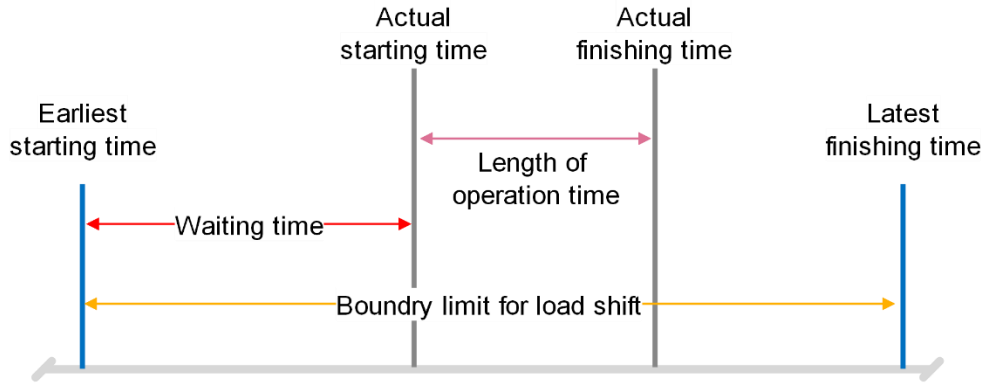 Actual
starting time
Actual
finishing time
Earliest
starting time
Latest
finishing time
Length of
operation time
Waiting time
Boundry limit for load shift